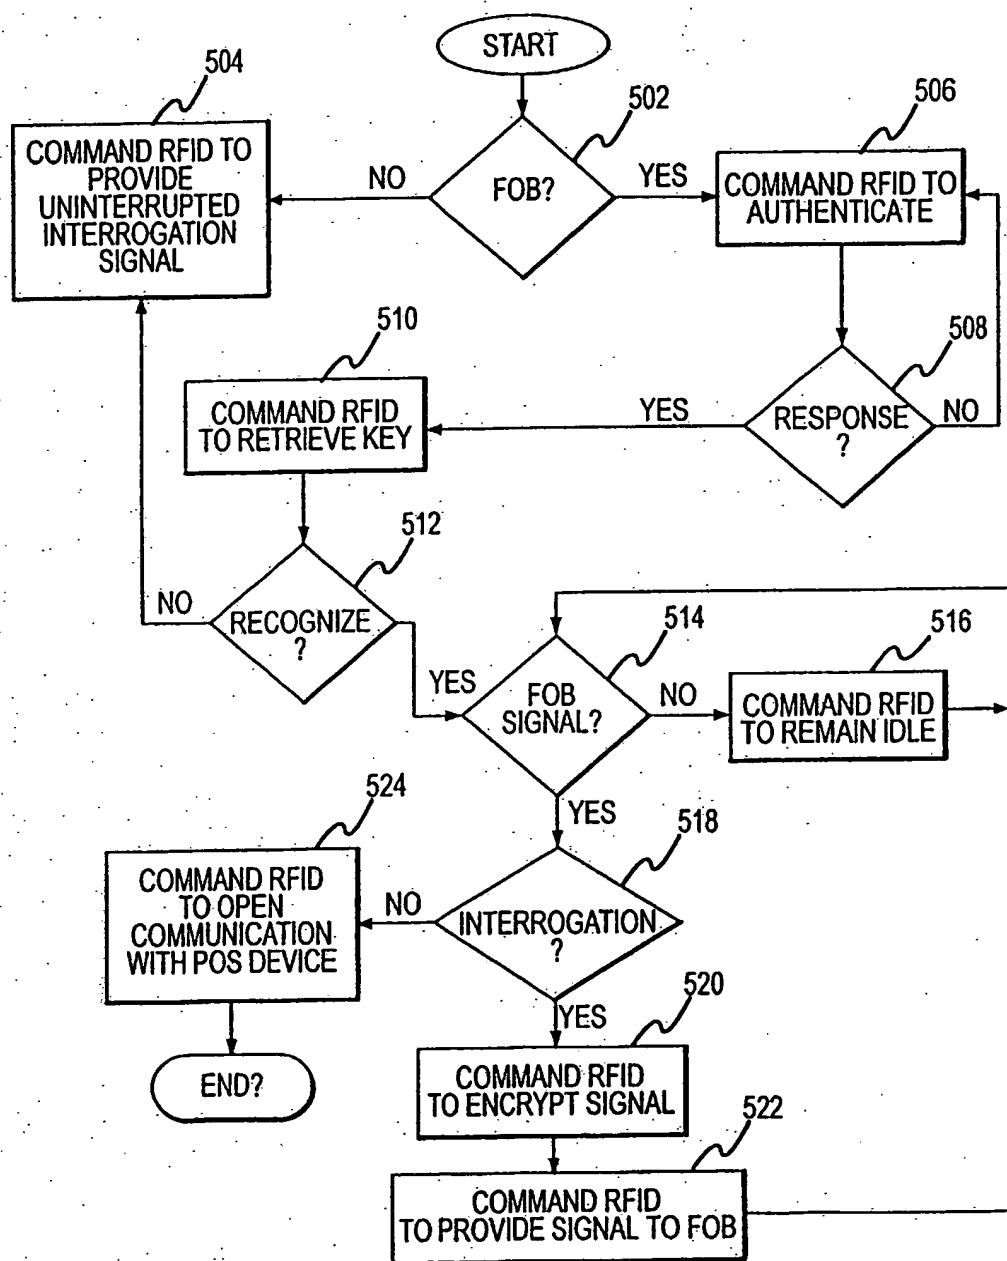 START
504
502
506
COMMAND RFID TO
PROVIDE
UNINTERRUPTED
INTERROGATION
SIGNAL
NO
FOB?
YES
COMMAND RFID TO
AUTHENTICATE
510
508
COMMAND RFID
TO RETRIEVE KEY
YES
RESPONSE
?
NO
512
NO
RECOGNIZE
?
YES
514
516
FOB
SIGNAL?
NO
COMMAND RFID
TO REMAIN IDLE
524
YES
518
COMMAND RFID
TO OPEN
COMMUNICATION
WITH POS DEVICE
NO
INTERROGATION
?
YES
520
END?
COMMAND RFID
TO ENCRYPT SIGNAL
522
COMMAND RFID
TO PROVIDE SIGNAL TO FOB